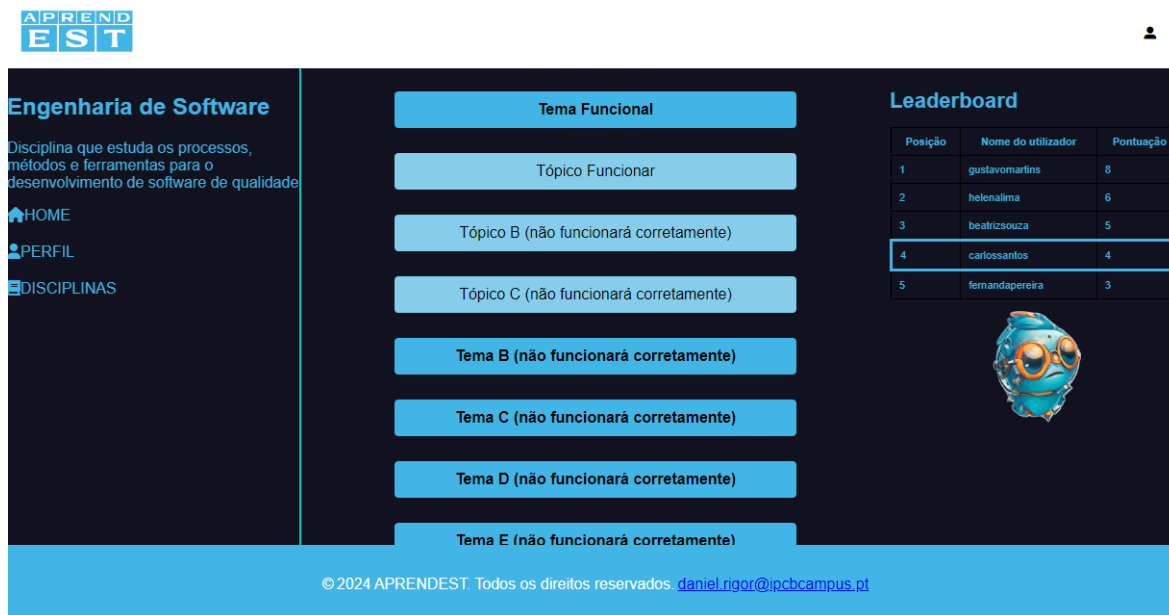 APREND
EST
Engenharia de Software
Disciplina que estuda os processos,
métodos e ferramentas para o
desenvolvimento de software de qualidade
HOME
PERFIL
DISCIPLINAS
Tema Funcional
Tópico Funcionar
Tópico B (não funcionará corretamente)
Tópico C (não funcionará corretamente)
Tema B (não funcionará corretamente)
Tema C (não funcionará corretamente)
Tema D (não funcionará corretamente)
Tema E (não funcionará corretamente)
Leaderboard
Posição Nome do utilizador Pontuação
1 gustavomartins 8
2 helenalima 6
3 beatrizsouza 5
4 carlossantos 4
5 fernandapereira 3
© 2024 APRENDEST. Todos os direitos reservados. daniel.rigor@ipcbcampus.pt